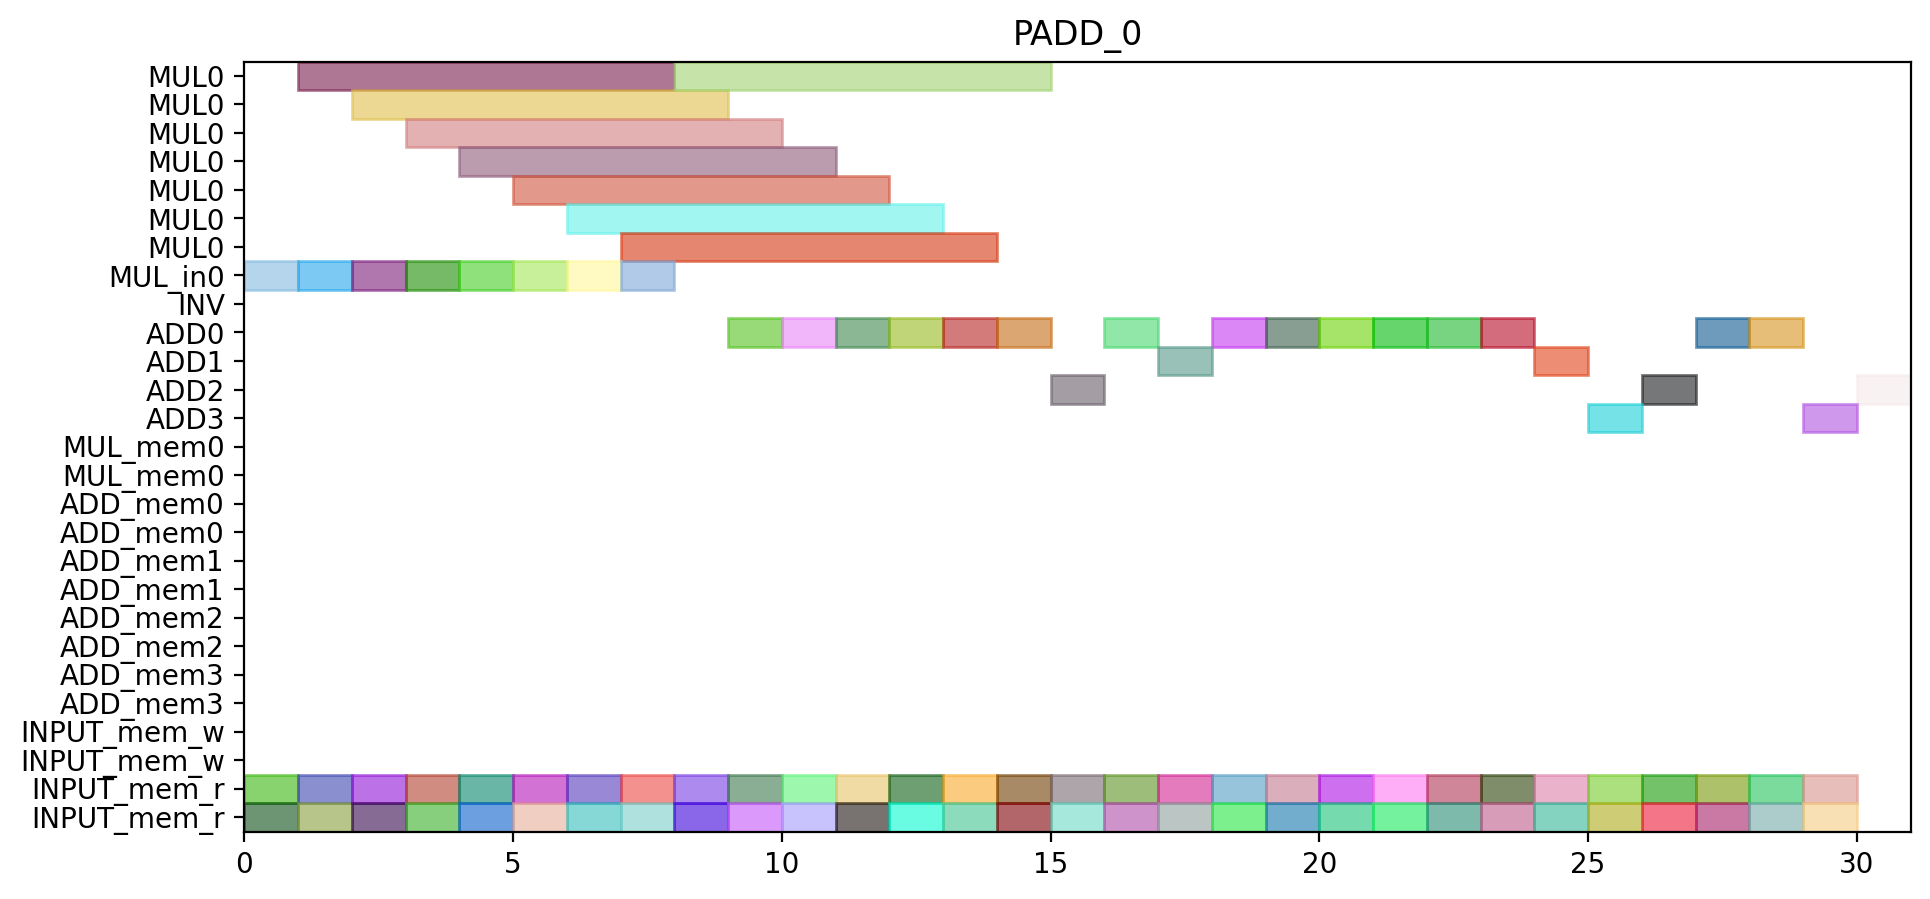 PADD_0
MUL0
MUL0
MUL0
MUL0
MUL0
MUL0
MUL0
MUL_in0
INV
ADD0
ADD1
ADD2
ADD3
MUL_mem0
MUL_mem0
ADD_mem0
ADD_mem0
ADD_mem1
ADD_mem1
ADD_mem2
ADD_mem2
ADD_mem3
ADD_mem3
INPUT_mem_w
INPUT_mem_w
INPUT_mem_r
INPUT_mem_r
0 5 10 15 20 25 30